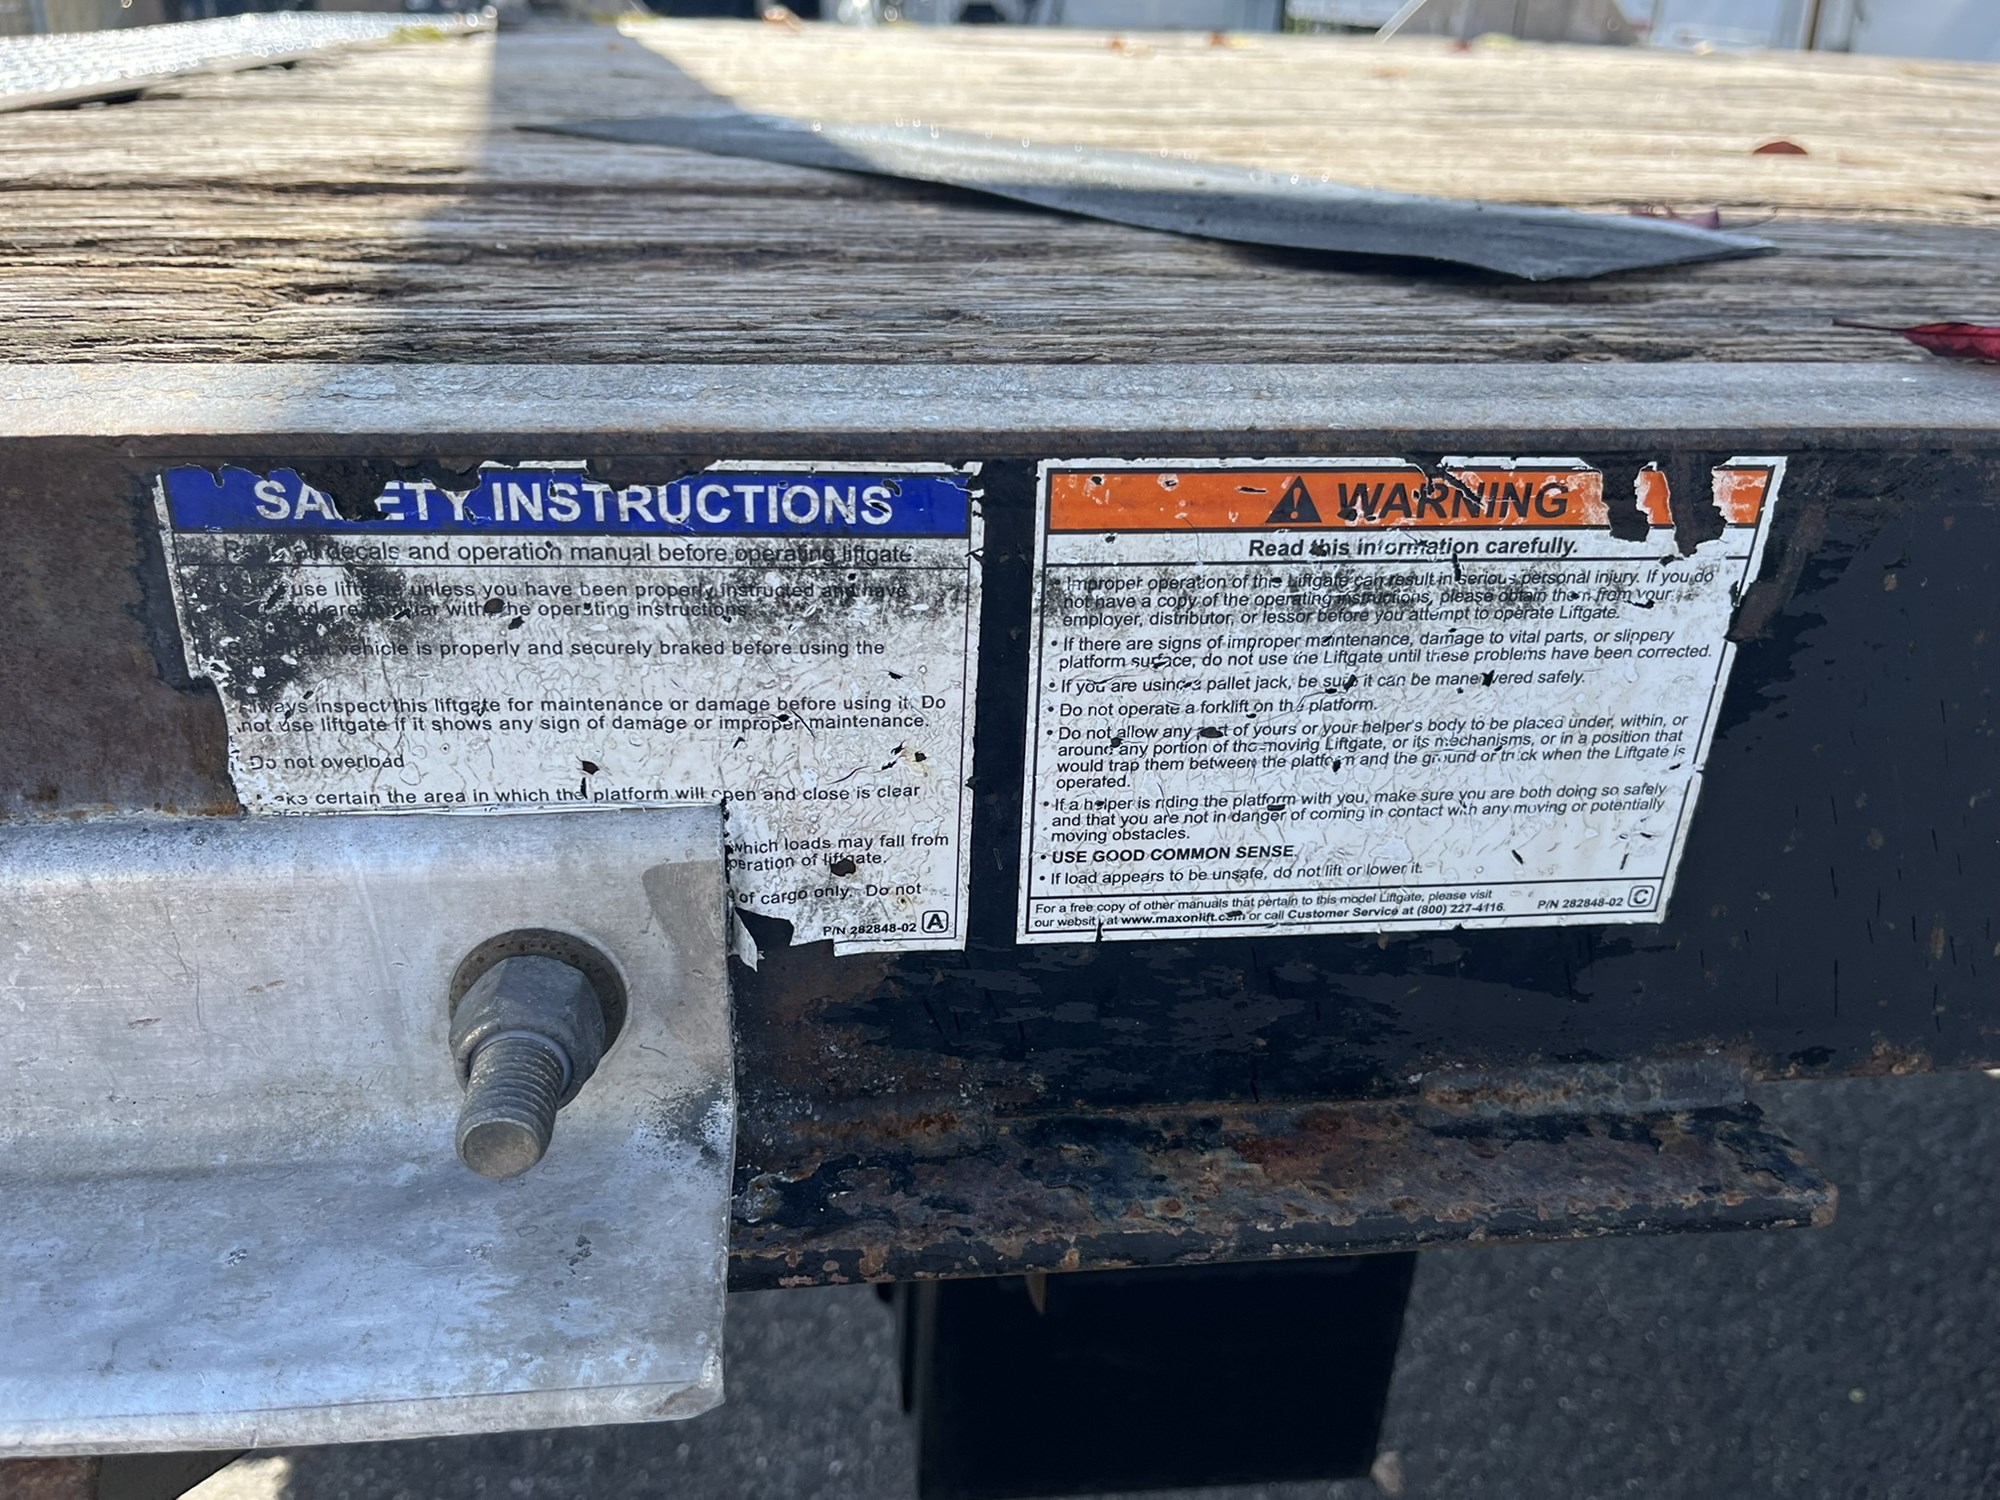 SAFETY INSTRUCTIONS
Read all decals and operation manual before operating liftgate.
use liftgate unless you have been properly instructed and have
and are familiar with the operating instructions.
Be certain vehicle is properly and securely braked before using the
Always inspect this liftgate for maintenance or damage before using it. Do
not use liftgate if it shows any sign of damage or improper maintenance.
Do not overload
certain the area in which the platform will open and close is clear
which loads may fall from
operation of liftgate.
of cargo only. Do not
P/N 282848-02 A
WARNING
Read this information carefully.
• Improper operation of this Liftgate can result in serious personal injury. If you do
not have a copy of the operating instructions, please obtain them from your
employer, distributor, or lessor before you attempt to operate Liftgate.
• If there are signs of improper maintenance, damage to vital parts, or slippery
platform surface, do not use the Liftgate until these problems have been corrected.
• If you are using a pallet jack, be sure it can be maneuvered safely.
• Do not operate a forklift on the platform.
• Do not allow any part of yours or your helper's body to be placed under, within, or
around any portion of the moving Liftgate, or its mechanisms, or in a position that
would trap them between the platform and the ground or truck when the Liftgate is
operated.
• If a helper is riding the platform with you, make sure you are both doing so safely
and that you are not in danger of coming in contact with any moving or potentially
moving obstacles.
• USE GOOD COMMON SENSE
• If load appears to be unsafe, do not lift or lower it.
For a free copy of other manuals that pertain to this model Liftgate, please visit
our website at www.maxonlift.com or call Customer Service at (800) 227-4116.
P/N 282848-02 C